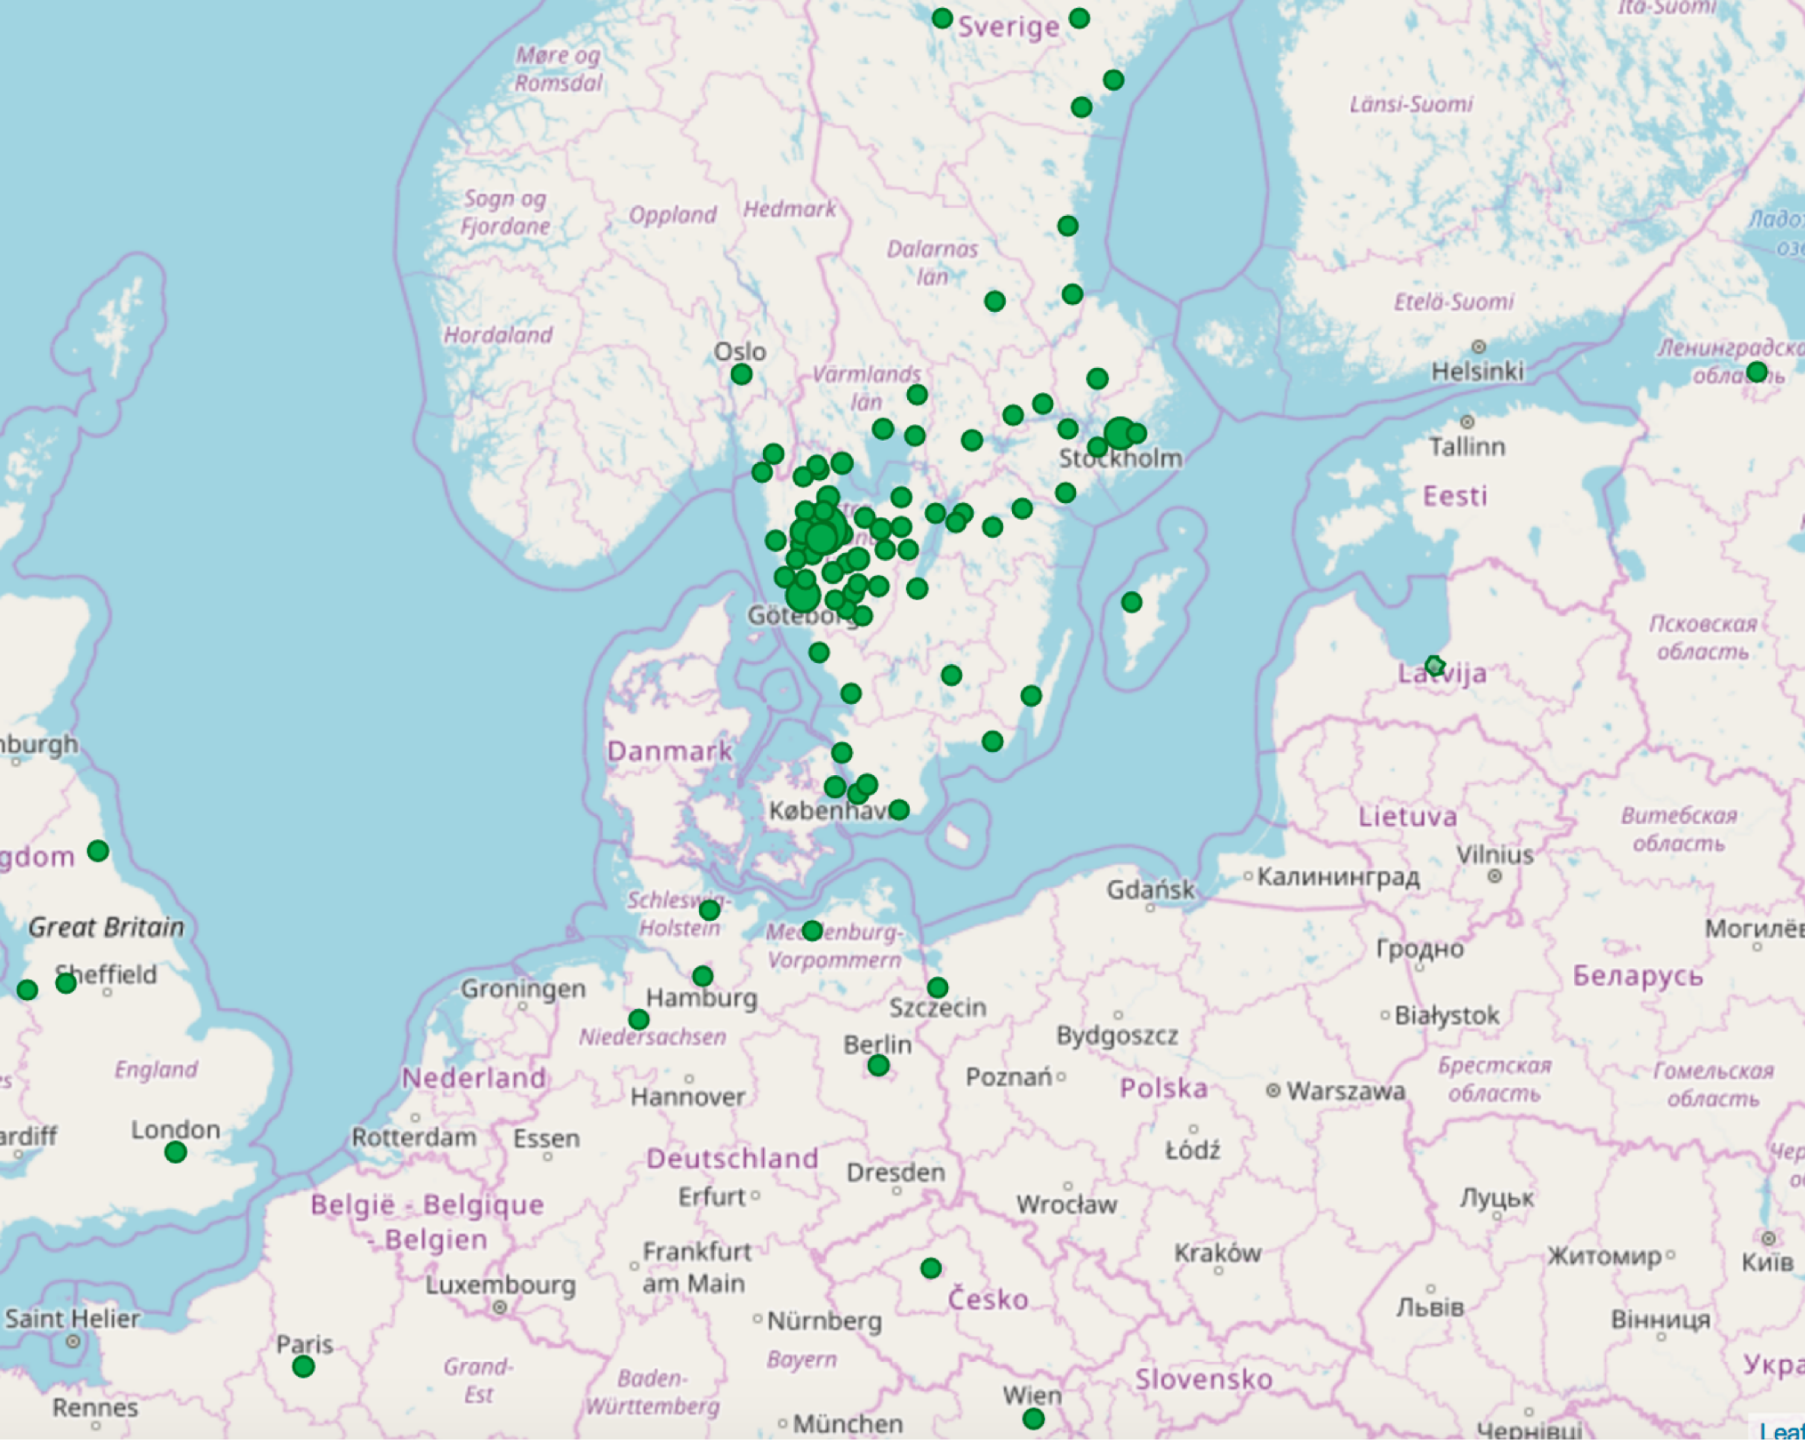 Itä-Suomi
Sverige
Møre og
Romsdal
Länsi-Suomi
Sogn og
Fjordane
Oppland
Hedmark
Dalarnas
län
Hordaland
Etelä-Suomi
Oslo
Helsinki
Värmlands
län
Tallinn
Stockholm
Eesti
Göteborg
Псковская
область
Latvija
Danmark
Lietuva
Витебская
область
København
Vilnius
Калининград
Gdańsk
Great Britain
Schleswig-
Holstein
Mecklenburg-
Vorpommern
Гродно
Беларусь
Sheffield
Groningen
Hamburg
Szczecin
Białystok
Niedersachsen
Bydgoszcz
Berlin
England
Nederland
Hannover
Poznań
Polska
Warszawa
Брестская
область
Гомельская
область
London
Rotterdam
Essen
Łódź
Deutschland
Dresden
België - Belgique
- Belgien
Erfurt
Wrocław
Луцьк
Frankfurt
am Main
Kraków
Житомир
Київ
Luxembourg
Česko
Львів
Saint Helier
Nürnberg
Вінниця
Paris
Bayern
Grand-
Est
Baden-
Württemberg
Slovensko
Wien
Rennes
München
Чернівці